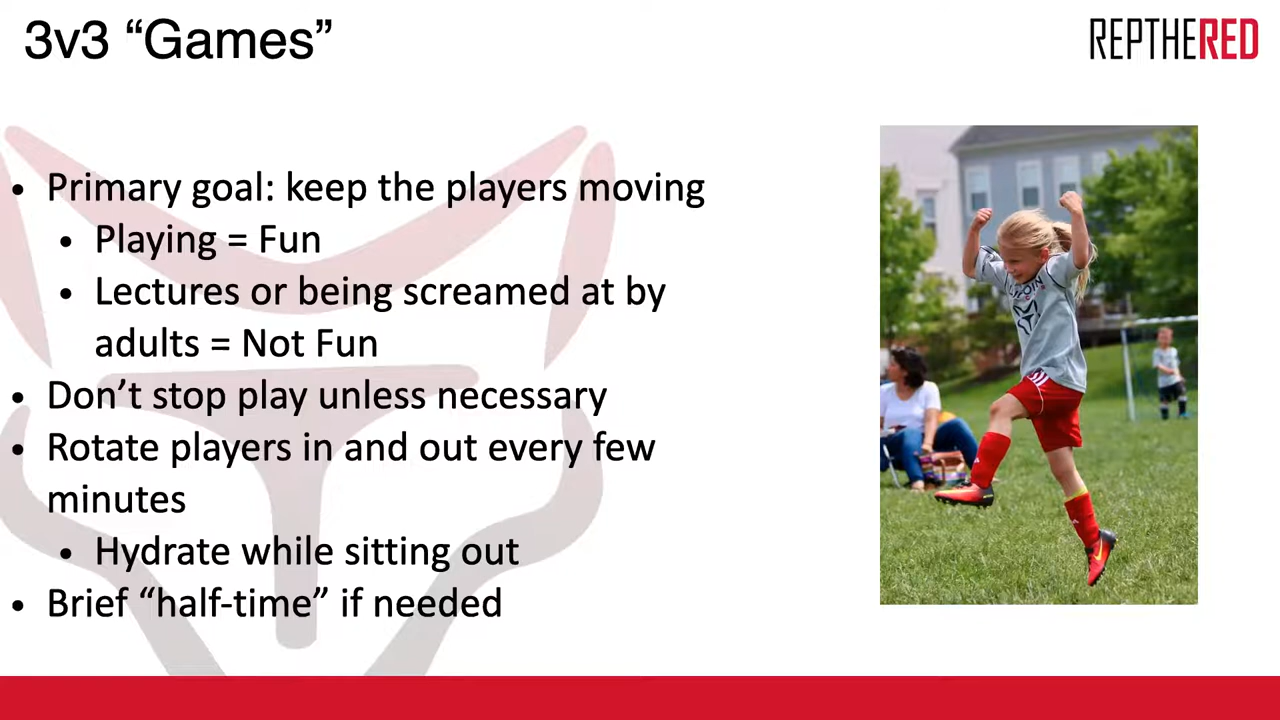 3v3 “Games”
REPTHERED
• Primary goal: keep the players moving
• Playing = Fun
• Lectures or being screamed at by
adults = Not Fun
• Don’t stop play unless necessary
• Rotate players in and out every few
minutes
• Hydrate while sitting out
• Brief “half-time” if needed